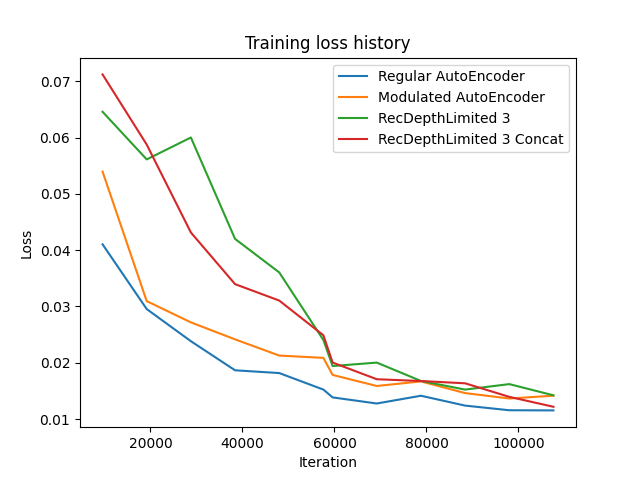 Training loss history
Regular AutoEncoder
Modulated AutoEncoder
RecDepthLimited 3
RecDepthLimited 3 Concat
0.07
0.06
0.05
0.04
0.03
0.02
0.01
Loss
20000 40000 60000 80000 100000
Iteration